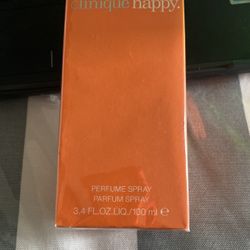 clinique happy.
PERFUME SPRAY
PARFUM SPRAY
3.4 FL.OZ.LIQ./100 ml ℮